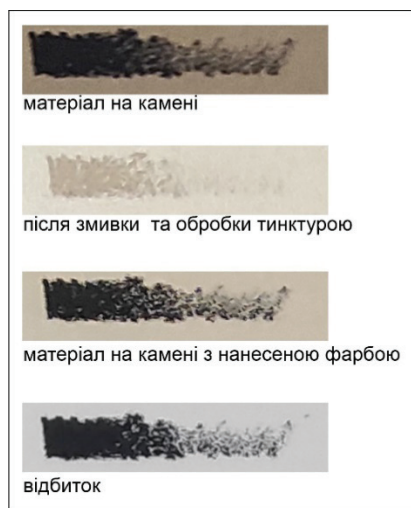 матеріал на камені
після змивки та обробки тинктурою
матеріал на камені з нанесеною фарбою
відбиток